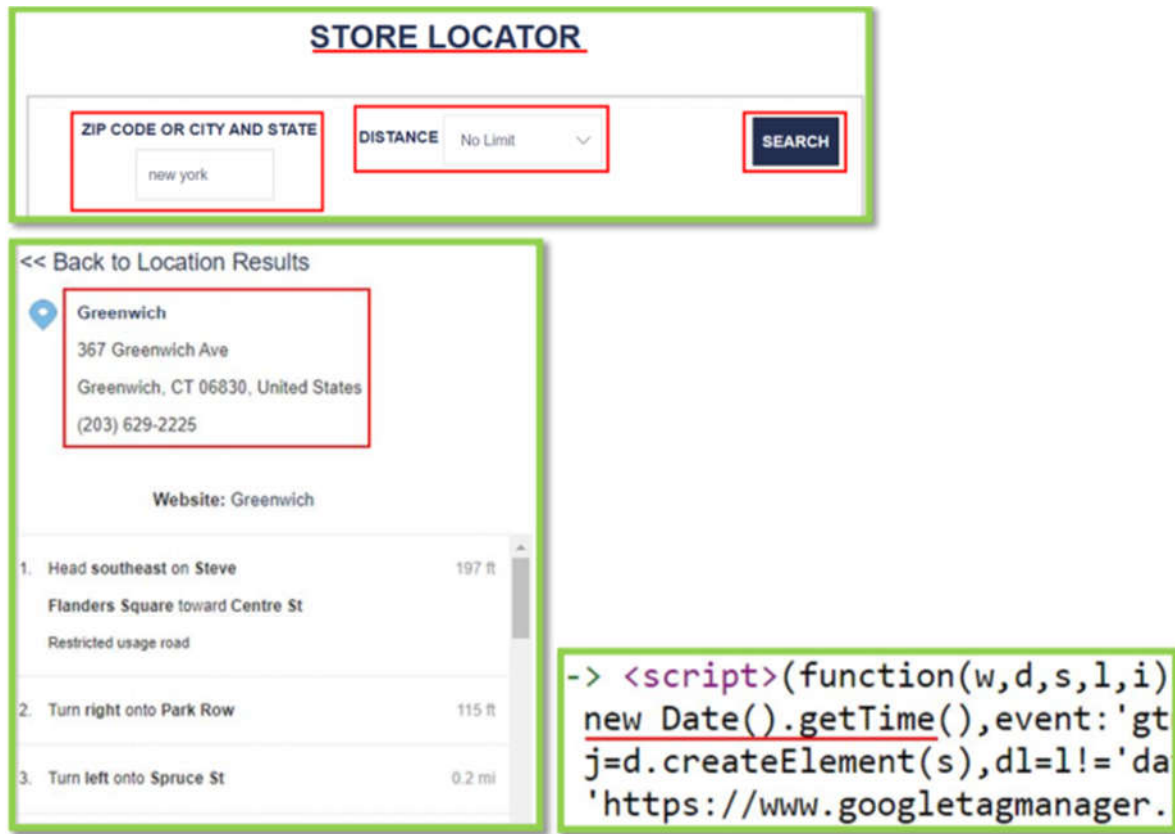 STORE LOCATOR
ZIP CODE OR CITY AND STATE
new york
DISTANCE
No Limit
SEARCH
<< Back to Location Results
Greenwich
367 Greenwich Ave
Greenwich, CT 06830, United States
(203) 629-2225
Website: Greenwich
1. Head southeast on Steve 197 ft
Flanders Square toward Centre St
Restricted usage road
2. Turn right onto Park Row 115 ft
3. Turn left onto Spruce St 0.2 mi
-> <script>(function(w,d,s,l,i)
new Date().getTime(),event:'gt
j=d.createElement(s),dl=l!='da
'https://www.googletagmanager.